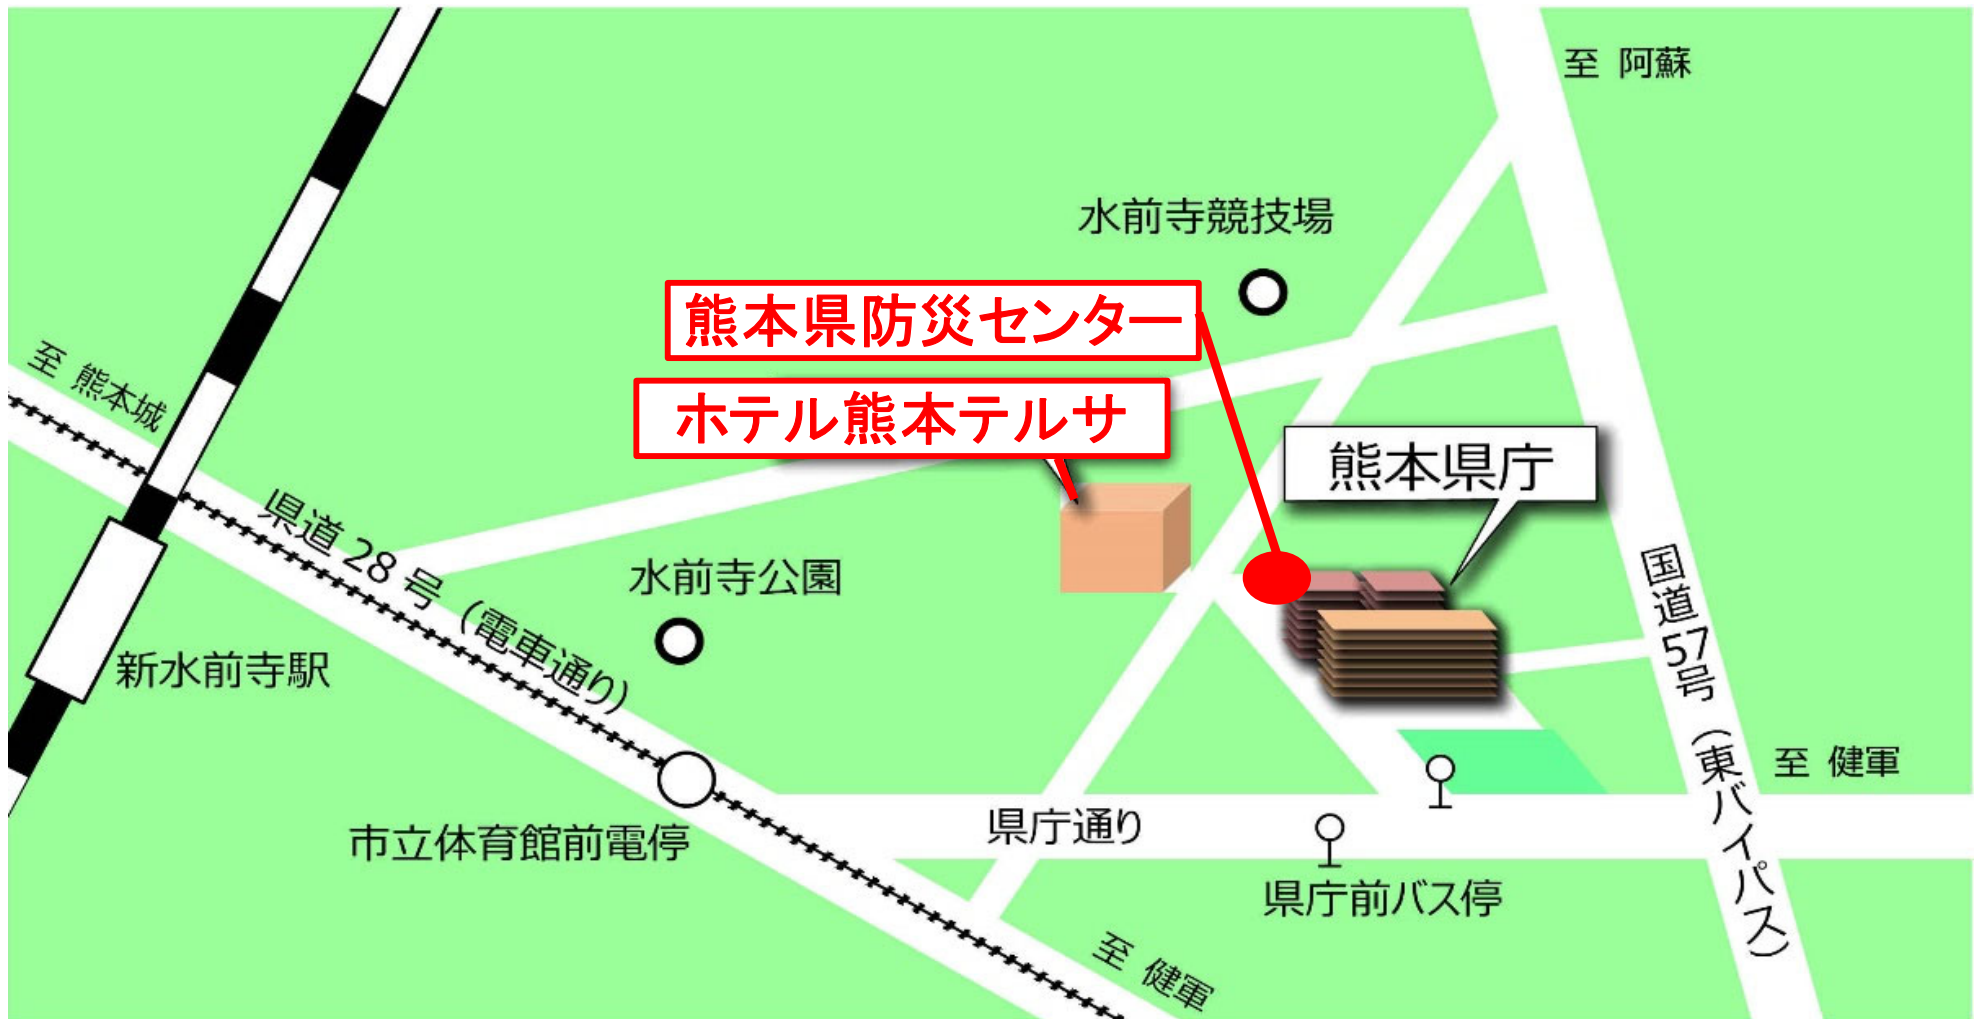 至 阿蘇
水前寺競技場
熊本県防災センター
至 熊本城
ホテル熊本テルサ
熊本県庁
県道 28 号（電車通り）
水前寺公園
国道57号（東バイパス）
新水前寺駅
至 健軍
県庁通り
市立体育館前電停
県庁前バス停
至 健軍